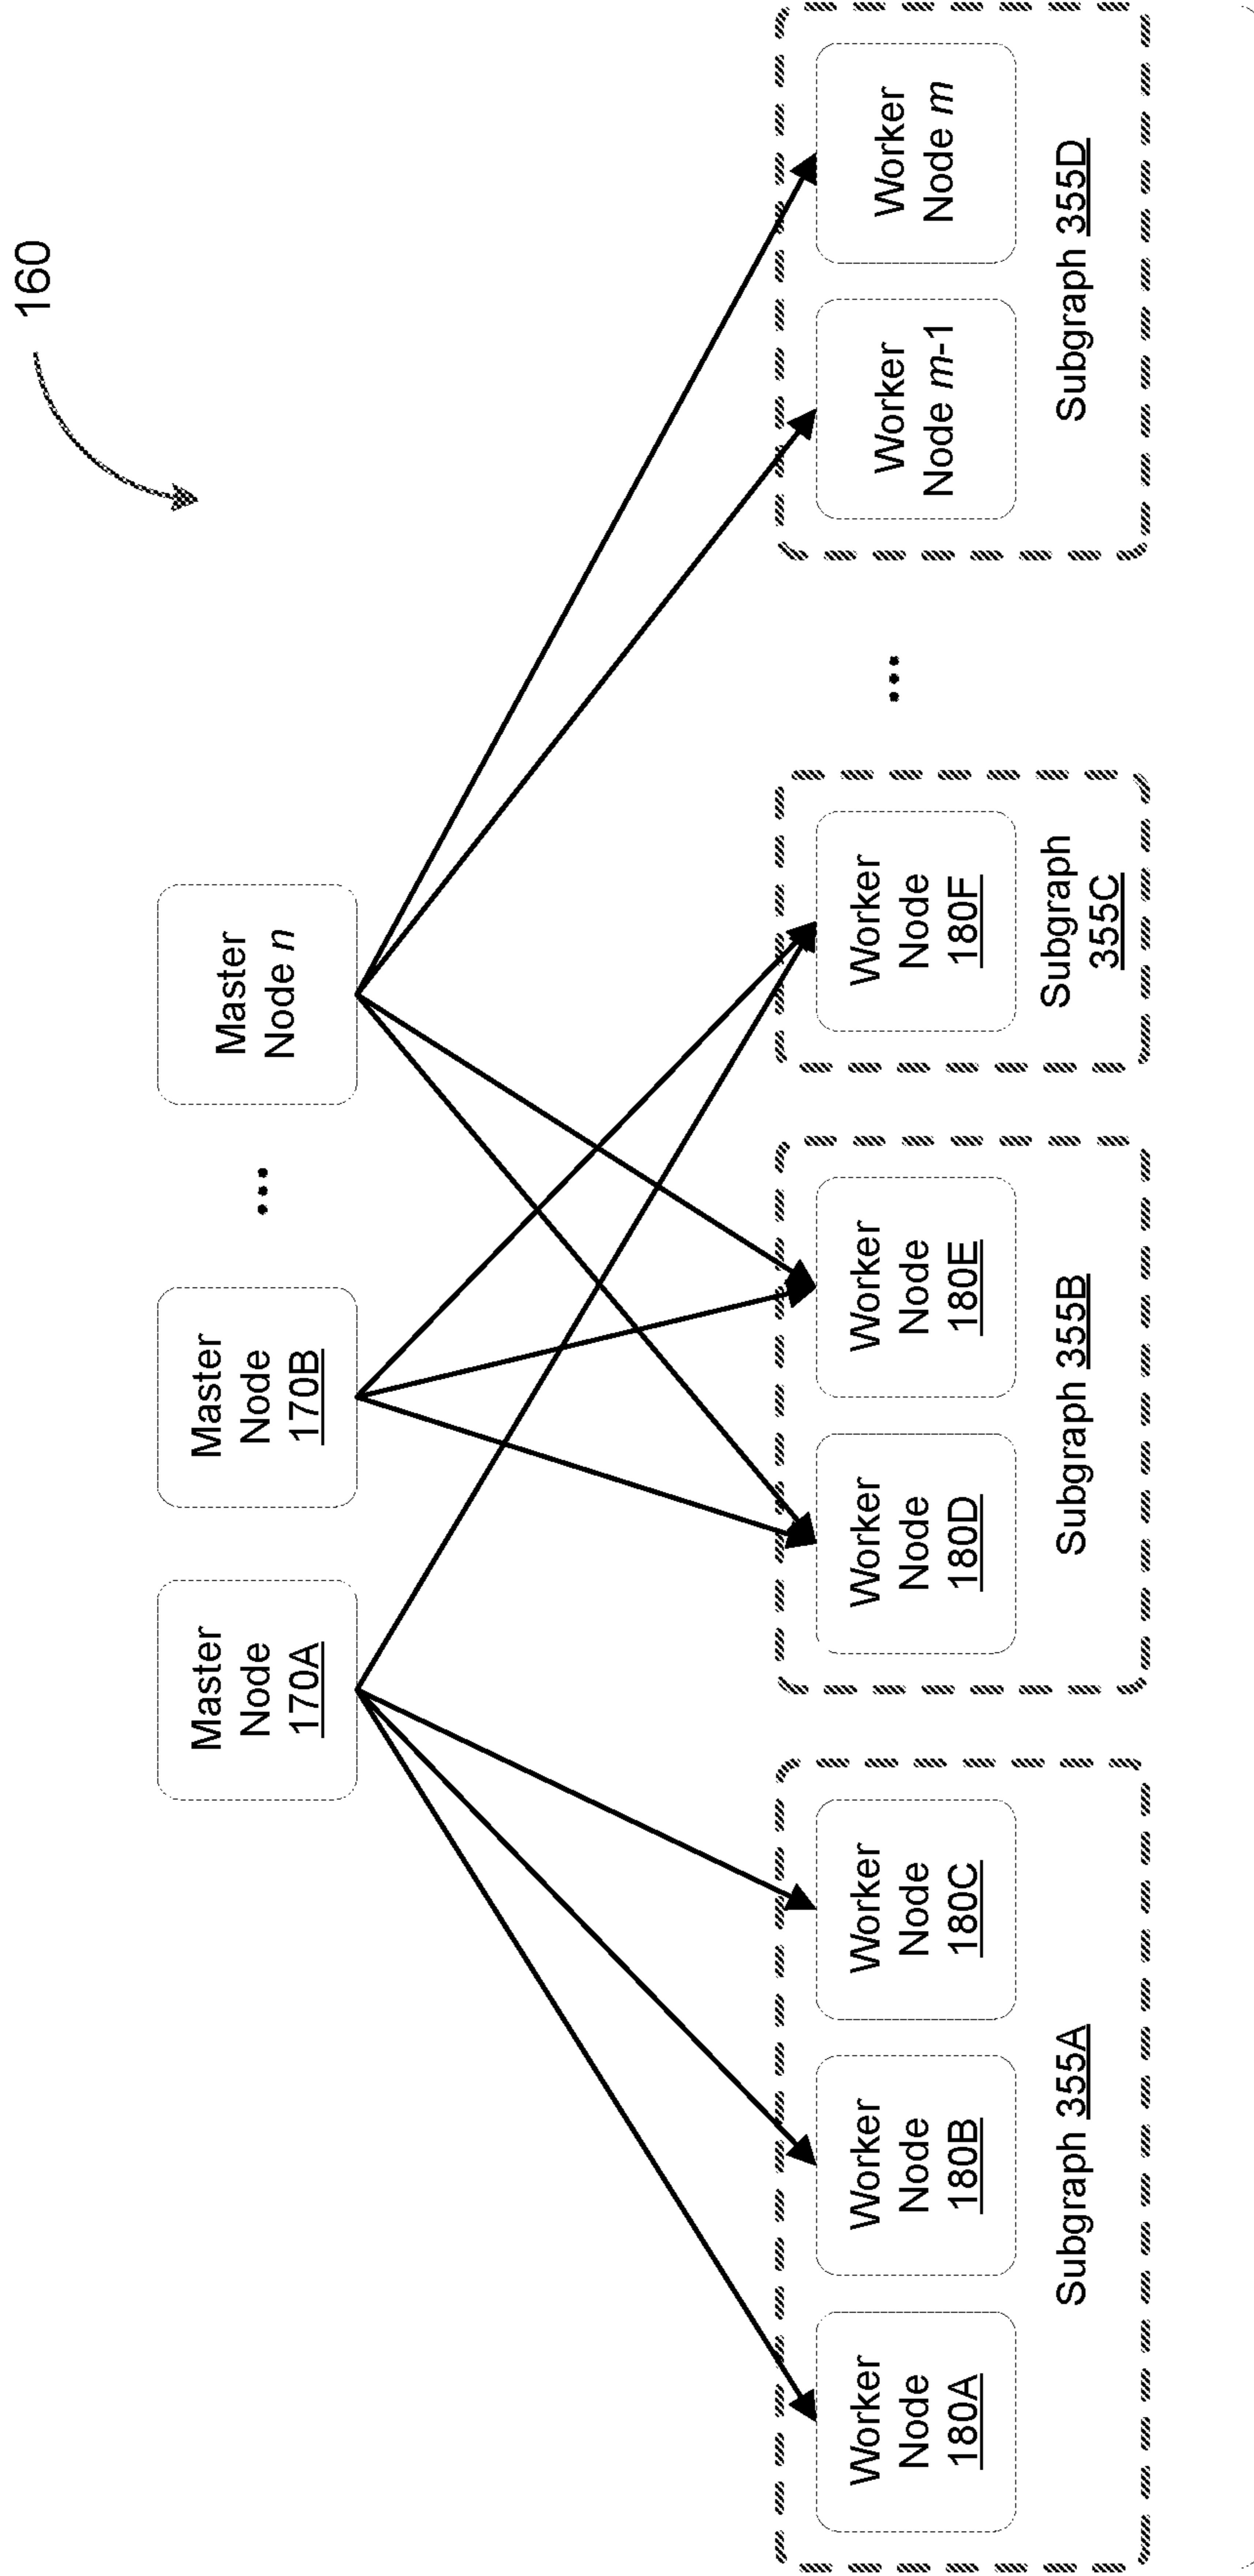 160
Master
Node
170A
Master
Node
170B
...
Master
Node n
Worker
Node
180A
Worker
Node
180B
Worker
Node
180C
Subgraph 355A
Worker
Node
180D
Worker
Node
180E
Subgraph 355B
Worker
Node
180F
Subgraph
355C
...
Worker
Node m-1
Worker
Node m
Subgraph 355D